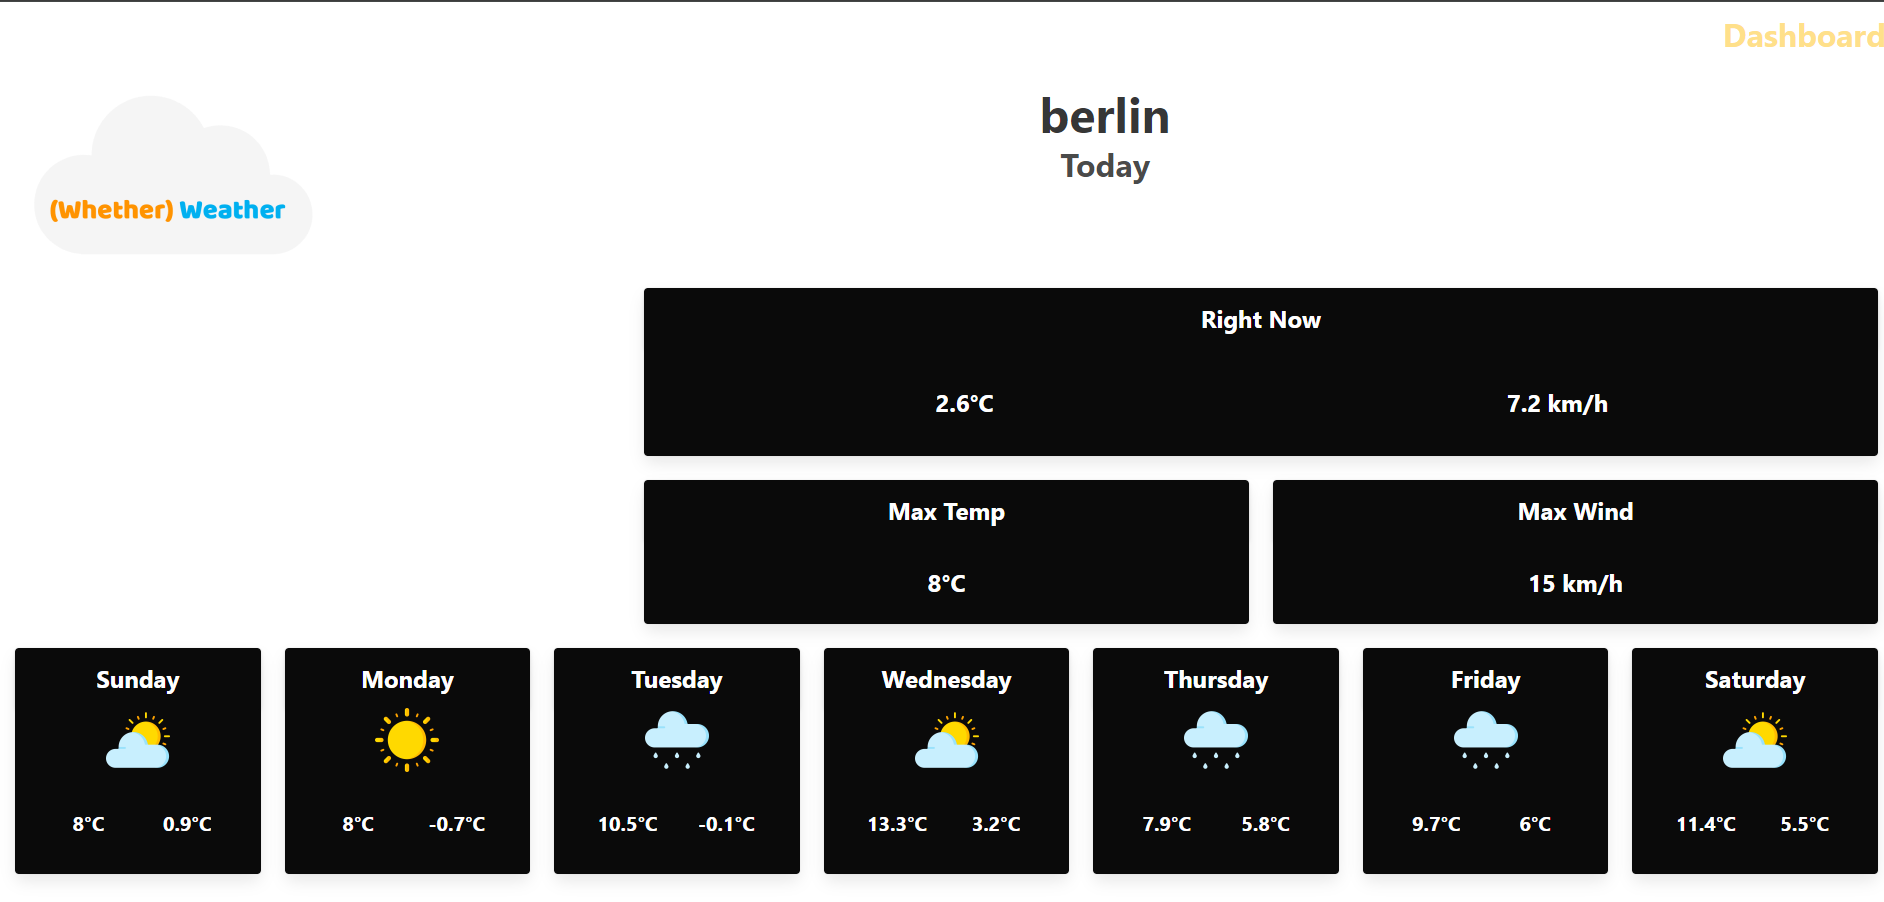 Dashboard
berlin
Today
(Whether) Weather
Right Now
2.6°C 7.2 km/h
Max Temp
8°C
Max Wind
15 km/h
Sunday
8°C 0.9°C
Monday
8°C -0.7°C
Tuesday
10.5°C -0.1°C
Wednesday
13.3°C 3.2°C
Thursday
7.9°C 5.8°C
Friday
9.7°C 6°C
Saturday
11.4°C 5.5°C